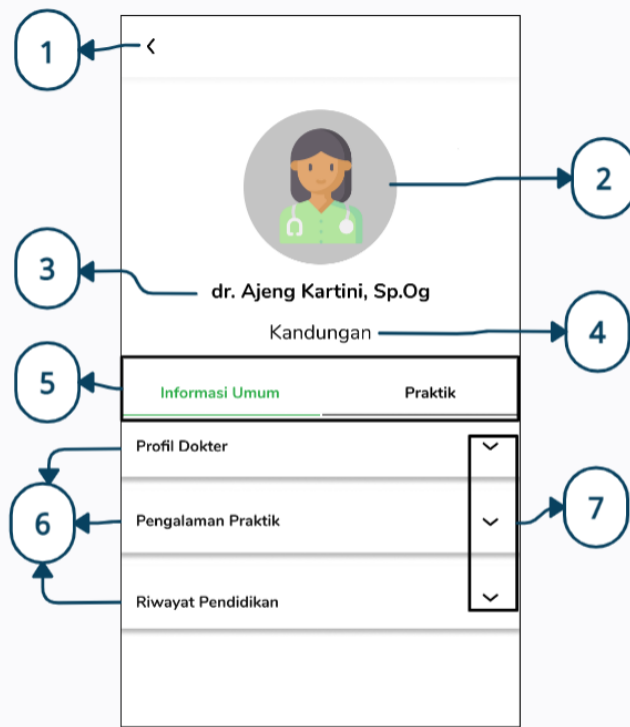 1
2
3
dr. Ajeng Kartini, Sp.Og
Kandungan
4
5
Informasi Umum Praktik
Profil Dokter
6
Pengalaman Praktik
7
Riwayat Pendidikan